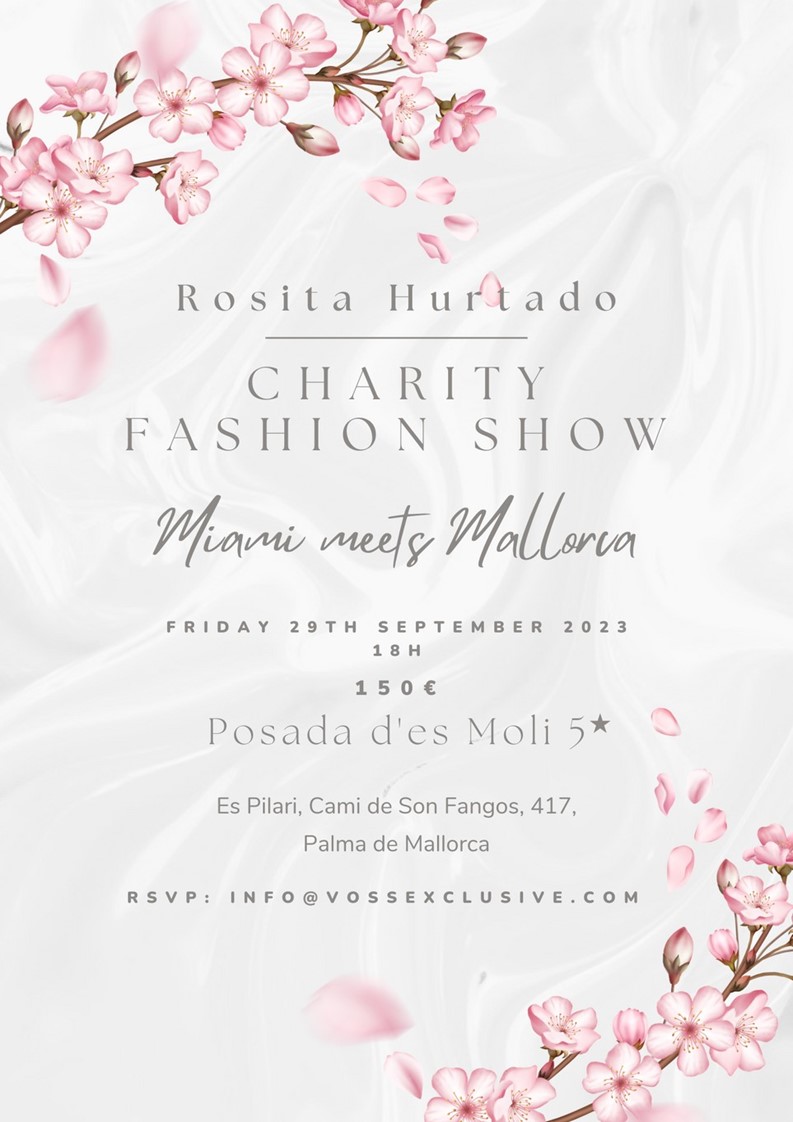 Rosita Hurtado
CHARITY
FASHION SHOW
Miami meets Mallorca
FRIDAY 29TH SEPTEMBER 2023
18H
150€
Posada d'es Moli 5★
Es Pilari, Cami de Son Fangos, 417,
Palma de Mallorca
RSVP: INFO@VOSSEXCLUSIVE.COM